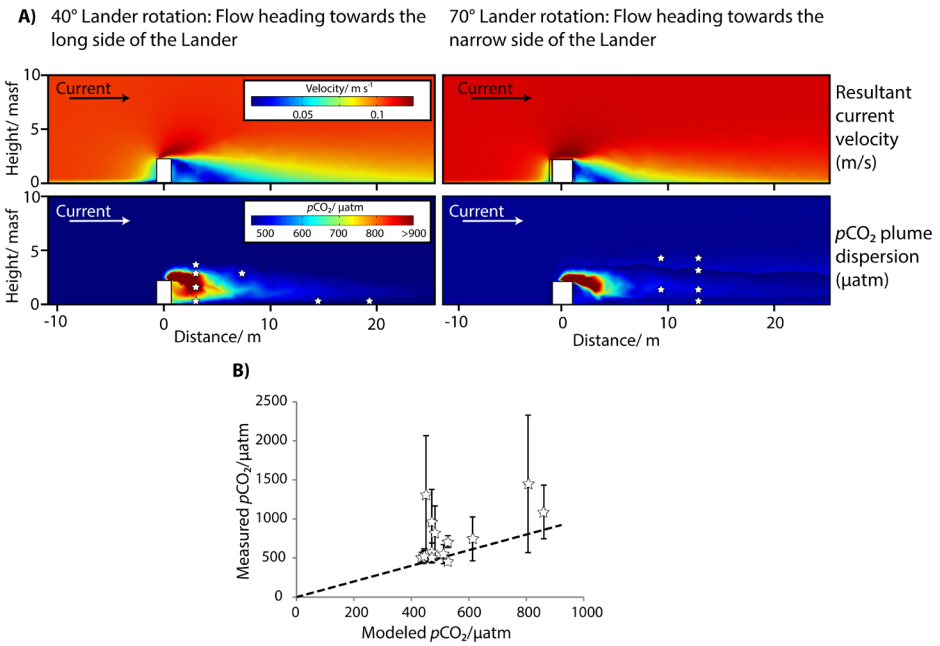 A) 40° Lander rotation: Flow heading towards the
long side of the Lander
70° Lander rotation: Flow heading towards the
narrow side of the Lander
Height/ masf
10
5
0
Current
Velocity/ m s⁻¹
0.05 0.1
Current
Resultant
current
velocity
(m/s)
Height/ masf
10
5
0
Current
pCO₂/ µatm
500 600 700 800 >900
Current
pCO₂ plume
dispersion
(µatm)
-10 0 10 20
Distance/ m
-10 0 10 20
Distance/ m
B)
Measured pCO₂/µatm
2500
2000
1500
1000
500
0
0 200 400 600 800 1000
Modeled pCO₂/µatm